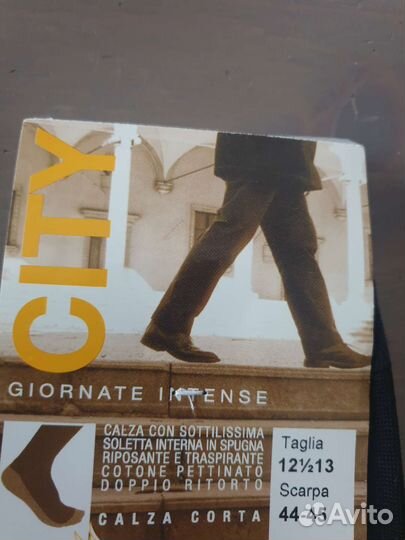 CITY
GIORNATE INTENSE
CALZA CON SOTTILISSIMA
SOLETTA INTERNA IN SPUGNA
RIPOSANTE E TRASPIRANTE
COTONE PETTINATO
DOPPIO RITORTO
CALZA CORTA
Taglia
12½13
Scarpa
44-45
Avito